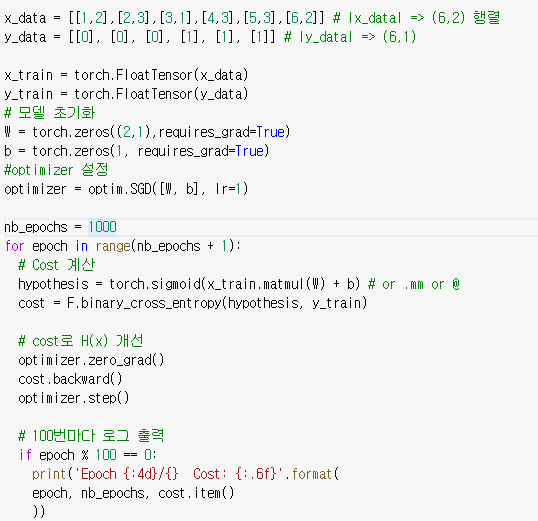 x_data = [[1,2],[2,3],[3,1],[4,3],[5,3],[6,2]] # |x_data| => (6,2) 행렬
y_data = [[0], [0], [0], [1], [1], [1]] # |y_data| => (6,1)
x_train = torch.FloatTensor(x_data)
y_train = torch.FloatTensor(y_data)
# 모델 초기화
W = torch.zeros((2,1),requires_grad=True)
b = torch.zeros(1, requires_grad=True)
#optimizer 설정
optimizer = optim.SGD([W, b], lr=1)
nb_epochs = 1000
for epoch in range(nb_epochs + 1):
# Cost 계산
hypothesis = torch.sigmoid(x_train.matmul(W) + b) # or .mm or @
cost = F.binary_cross_entropy(hypothesis, y_train)
# cost로 H(x) 개선
optimizer.zero_grad()
cost.backward()
optimizer.step()
# 100번마다 로그 출력
if epoch % 100 == 0:
print('Epoch {:4d}/{}  Cost: {:.6f}'.format(
epoch, nb_epochs, cost.item()
))